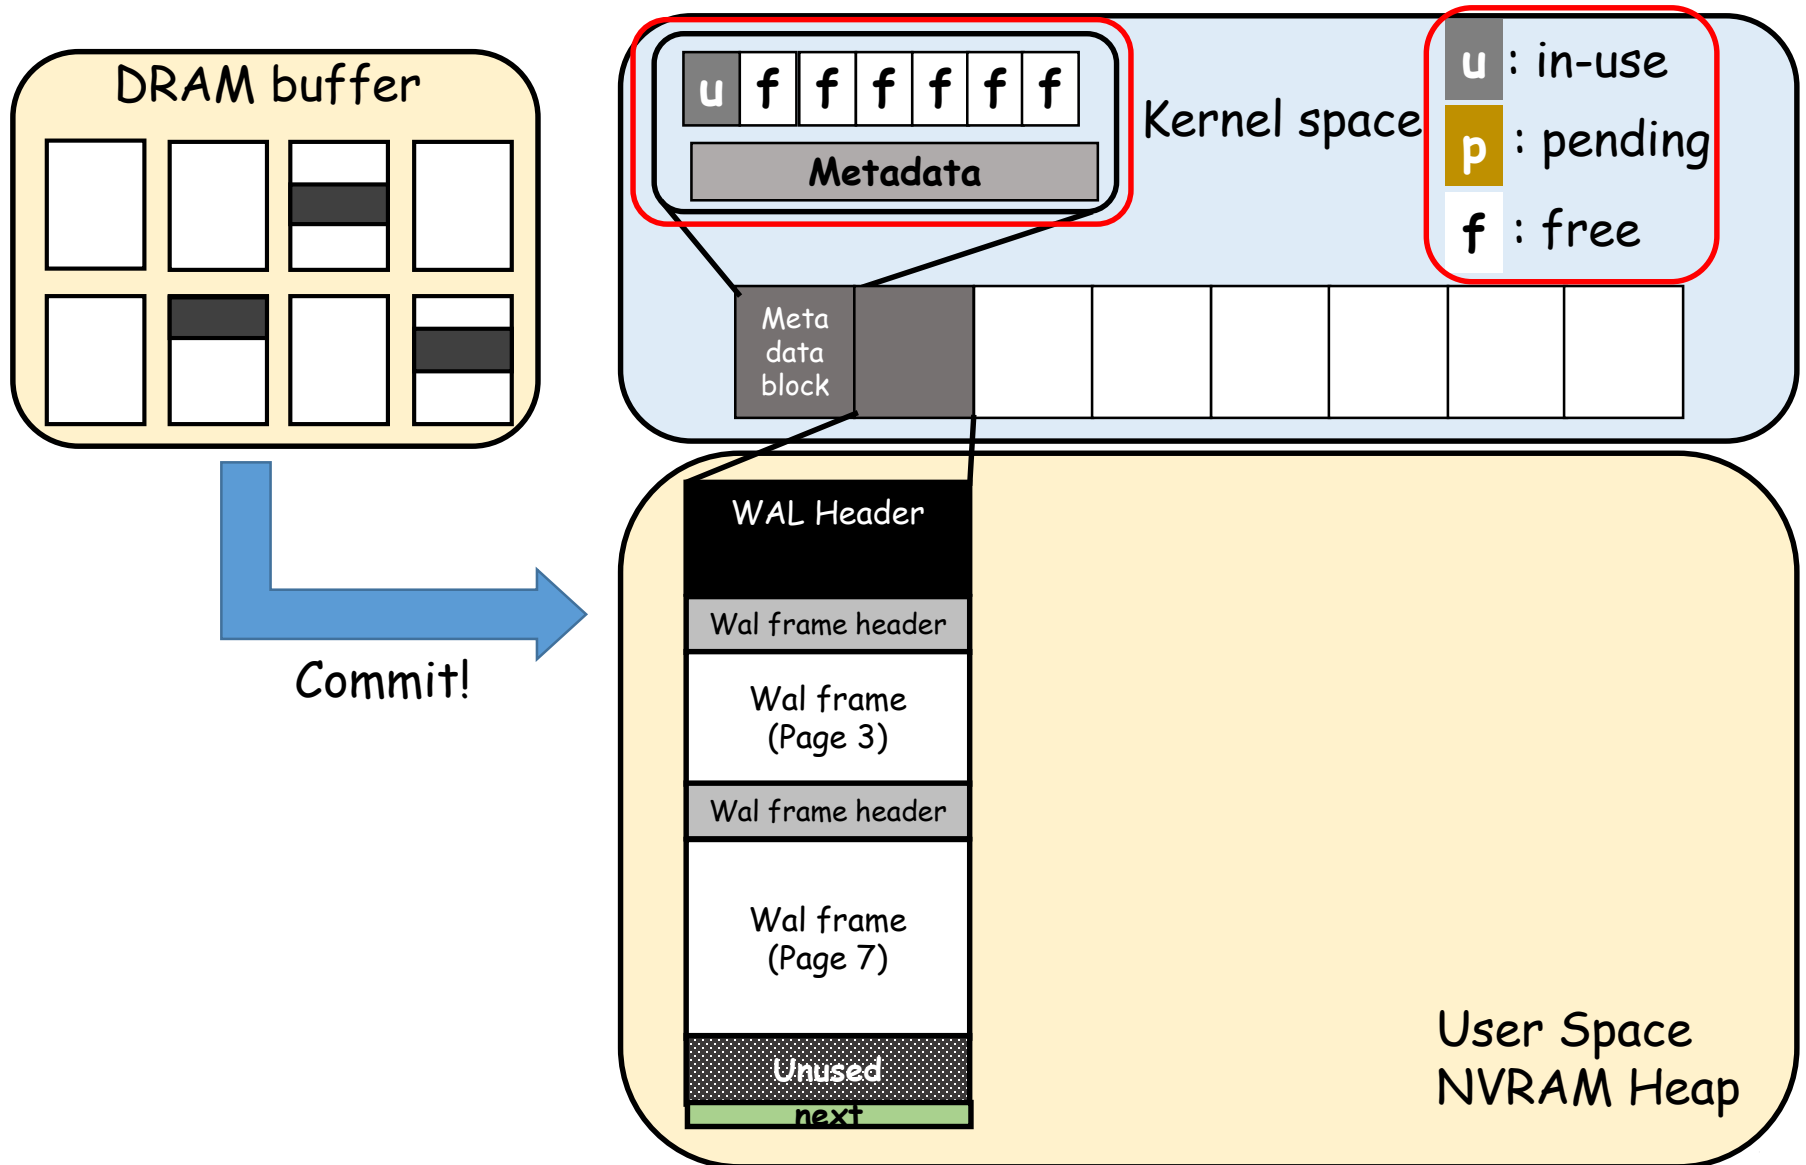 DRAM buffer
u f f f f f f
Metadata
Kernel space
u : in-use
p : pending
f : free
Meta
data
block
Commit!
WAL Header
Wal frame header
Wal frame
(Page 3)
Wal frame header
Wal frame
(Page 7)
Unused
next
User Space
NVRAM Heap